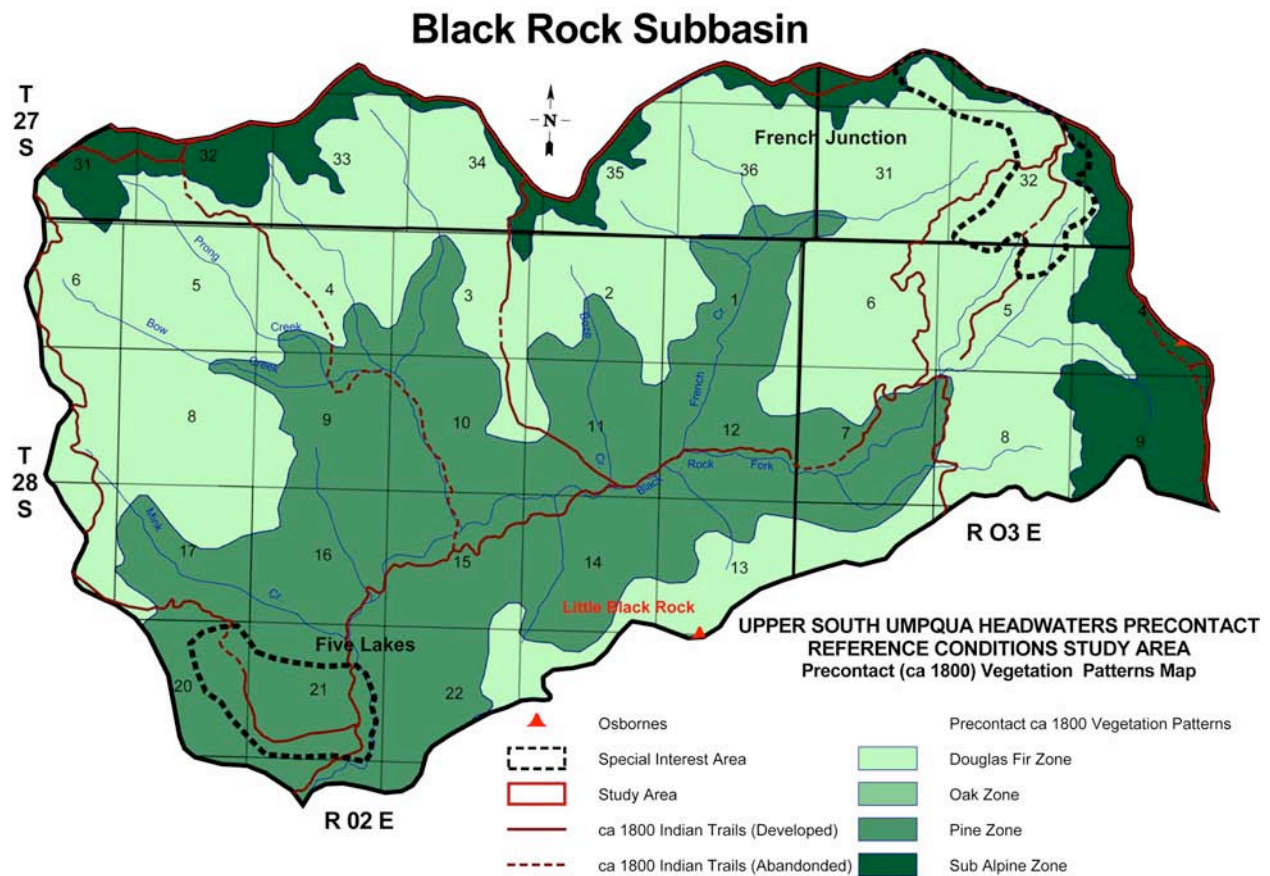 Black Rock Subbasin
T
27
S
N
French Junction
31
32
33
34
35
36
31
32
6
5
4
3
2
1
6
5
4
Prong
Creek
Bow
Creek
Boze
Cr
French
Cr
8
9
10
11
12
7
8
9
Black
Rock
Fork
T
28
S
Mink
Cr
17
16
15
14
13
R O3 E
Little Black Rock
Five Lakes
20
21
22
R 02 E
UPPER SOUTH UMPQUA HEADWATERS PRECONTACT
REFERENCE CONDITIONS STUDY AREA
Precontact (ca 1800) Vegetation Patterns Map
Osbornes
Special Interest Area
Study Area
ca 1800 Indian Trails (Developed)
ca 1800 Indian Trails (Abandonded)
Precontact ca 1800 Vegetation Patterns
Douglas Fir Zone
Oak Zone
Pine Zone
Sub Alpine Zone